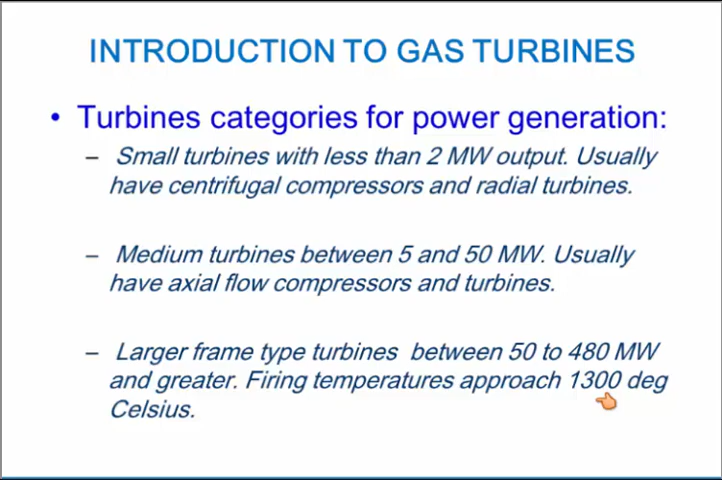 INTRODUCTION TO GAS TURBINES
• Turbines categories for power generation:
– Small turbines with less than 2 MW output. Usually
have centrifugal compressors and radial turbines.
– Medium turbines between 5 and 50 MW. Usually
have axial flow compressors and turbines.
– Larger frame type turbines between 50 to 480 MW
and greater. Firing temperatures approach 1300 deg
Celsius.